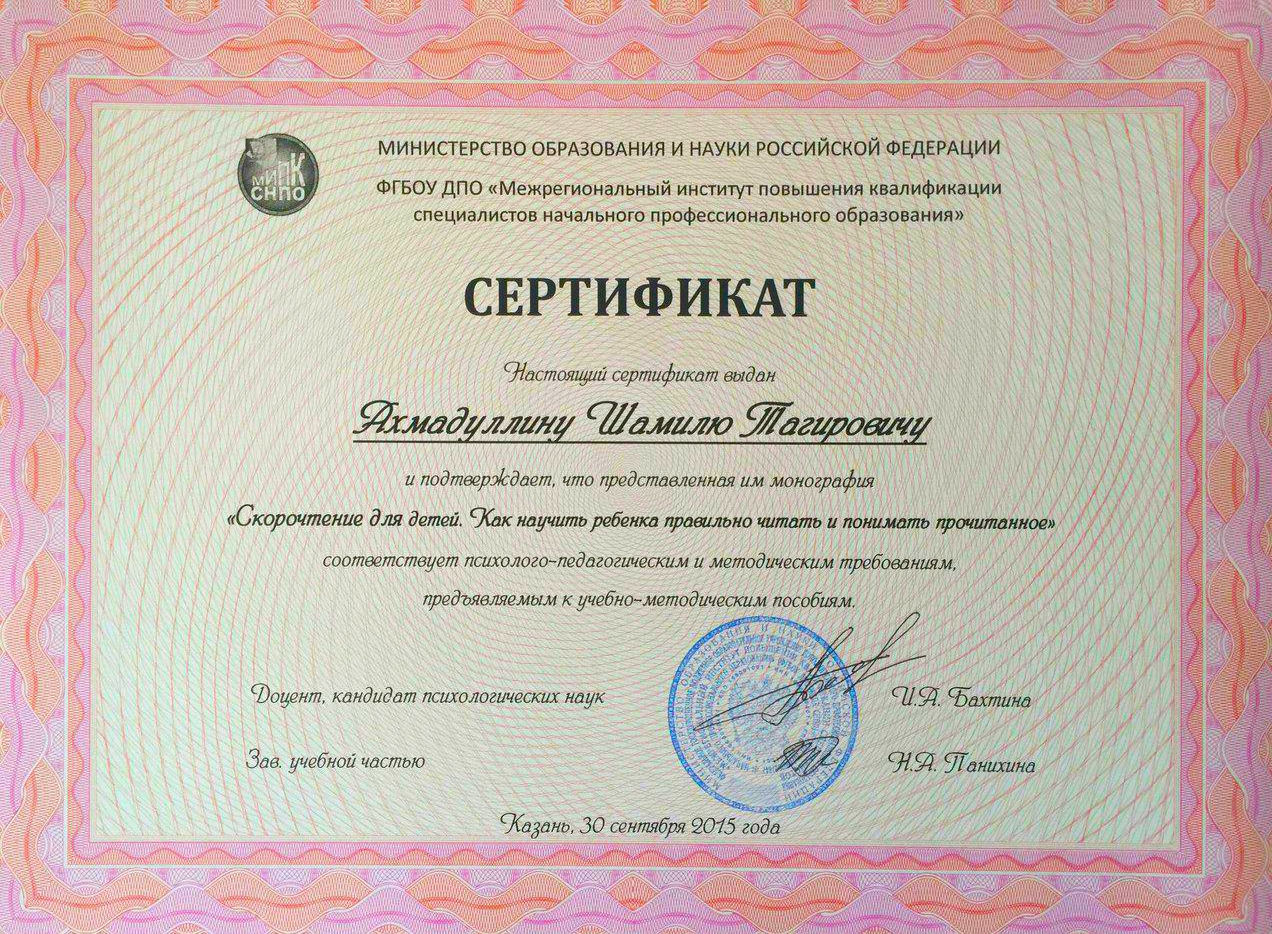 МИПК
СНПО
МИНИСТЕРСТВО ОБРАЗОВАНИЯ И НАУКИ РОССИЙСКОЙ ФЕДЕРАЦИИ
ФГБОУ ДПО «Межрегиональный институт повышения квалификации
специалистов начального профессионального образования»
СЕРТИФИКАТ
Настоящий сертификат выдан
Ахмадуллину Шамилю Тагировичу
и подтверждает, что представленная им монография
«Скорочтение для детей. Как научить ребенка правильно читать и понимать прочитанное»
соответствует психолого-педагогическим и методическим требованиям,
предъявляемым к учебно-методическим пособиям.
Доцент, кандидат психологических наук
И.А. Бахтина
Зав. учебной частью
Н.А. Панихина
Казань, 30 сентября 2015 года